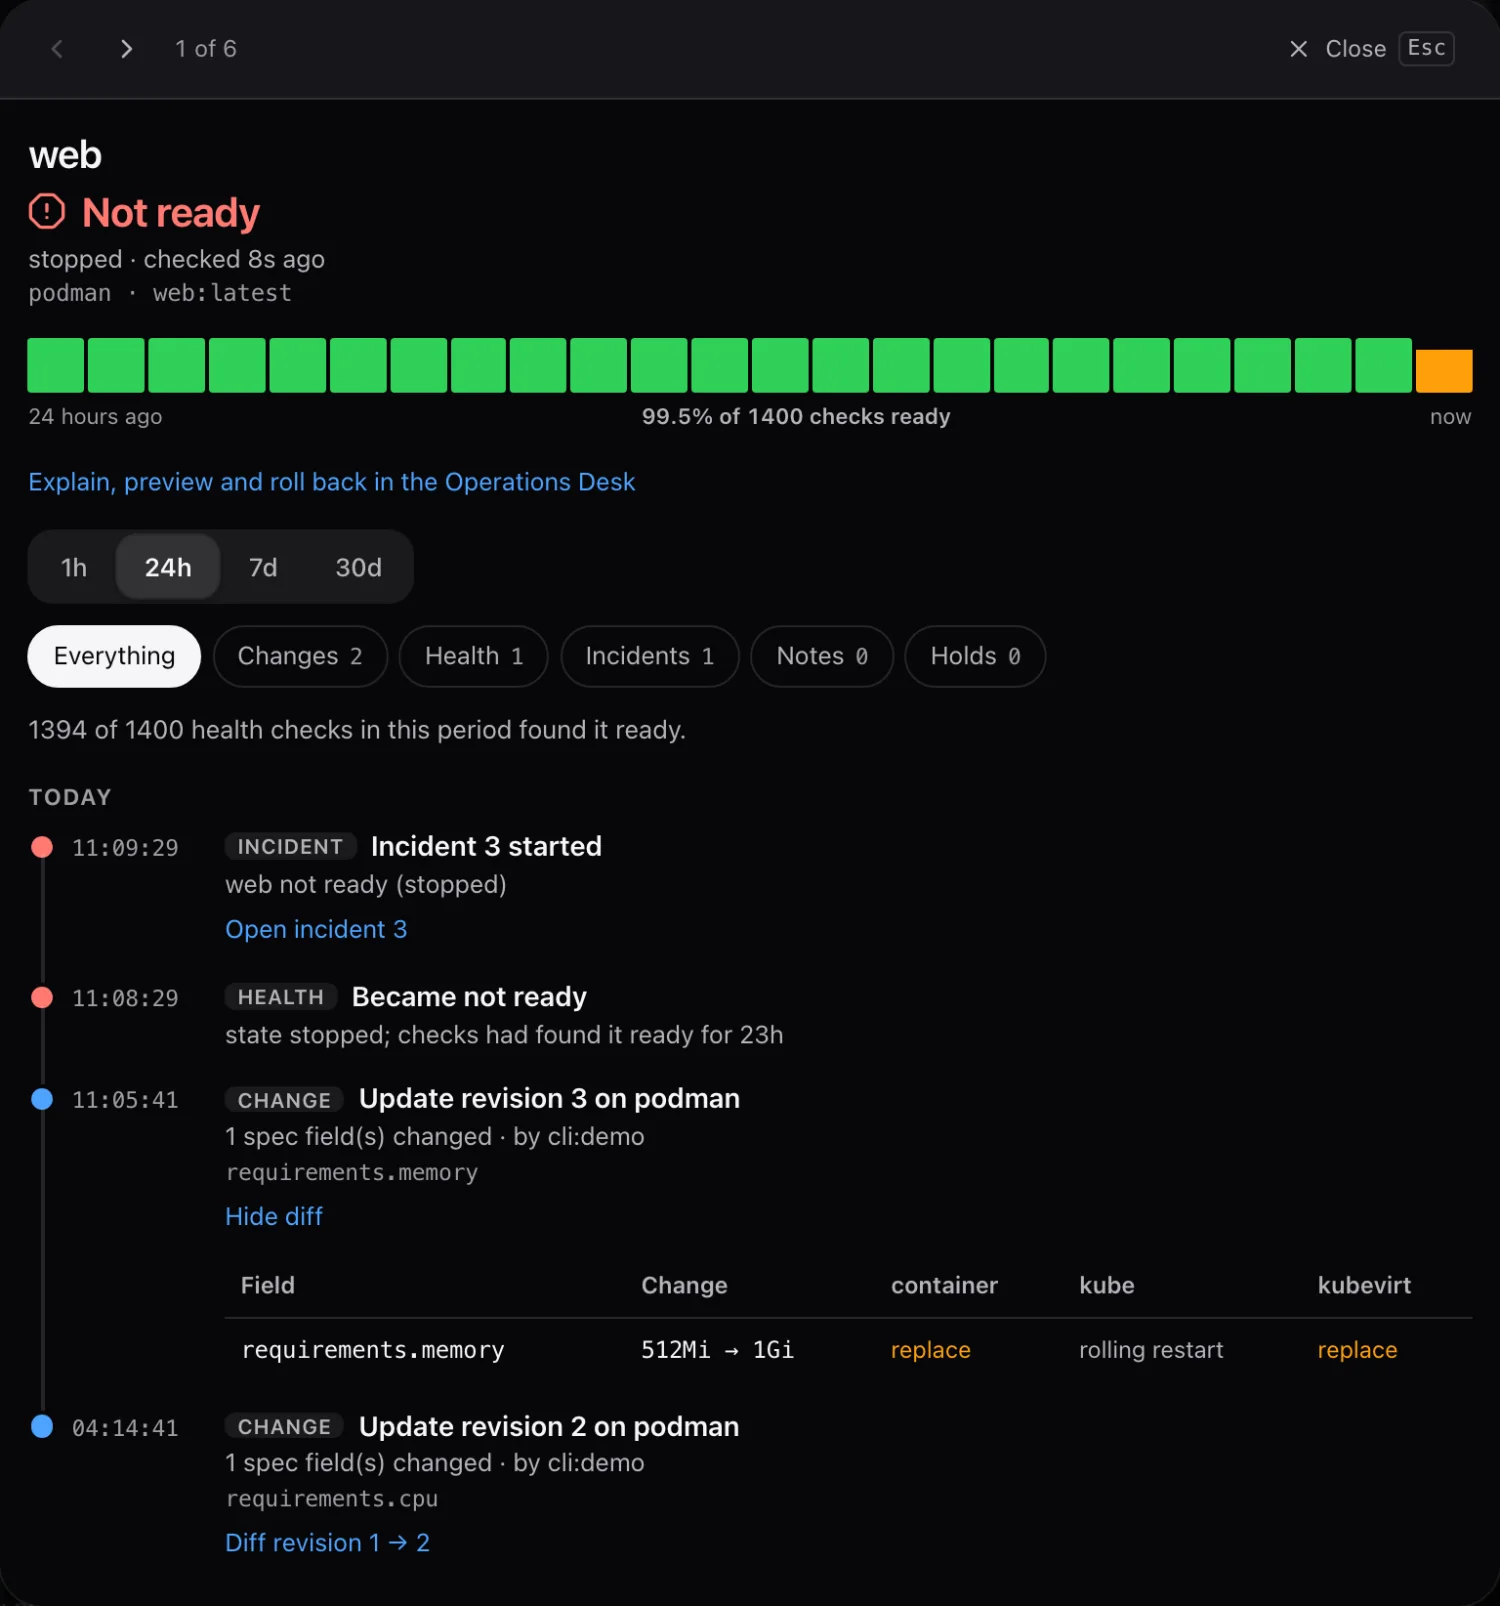 1 of 6
Close Esc
web
Not ready
stopped · checked 8s ago
podman · web:latest
24 hours ago 99.5% of 1400 checks ready now
Explain, preview and roll back in the Operations Desk
1h 24h 7d 30d
Everything Changes 2 Health 1 Incidents 1 Notes 0 Holds 0
1394 of 1400 health checks in this period found it ready.
TODAY
11:09:29 INCIDENT Incident 3 started
web not ready (stopped)
Open incident 3
11:08:29 HEALTH Became not ready
state stopped; checks had found it ready for 23h
11:05:41 CHANGE Update revision 3 on podman
1 spec field(s) changed · by cli:demo
requirements.memory
Hide diff
Field Change container kube kubevirt
requirements.memory 512Mi → 1Gi replace rolling restart replace
04:14:41 CHANGE Update revision 2 on podman
1 spec field(s) changed · by cli:demo
requirements.cpu
Diff revision 1 → 2